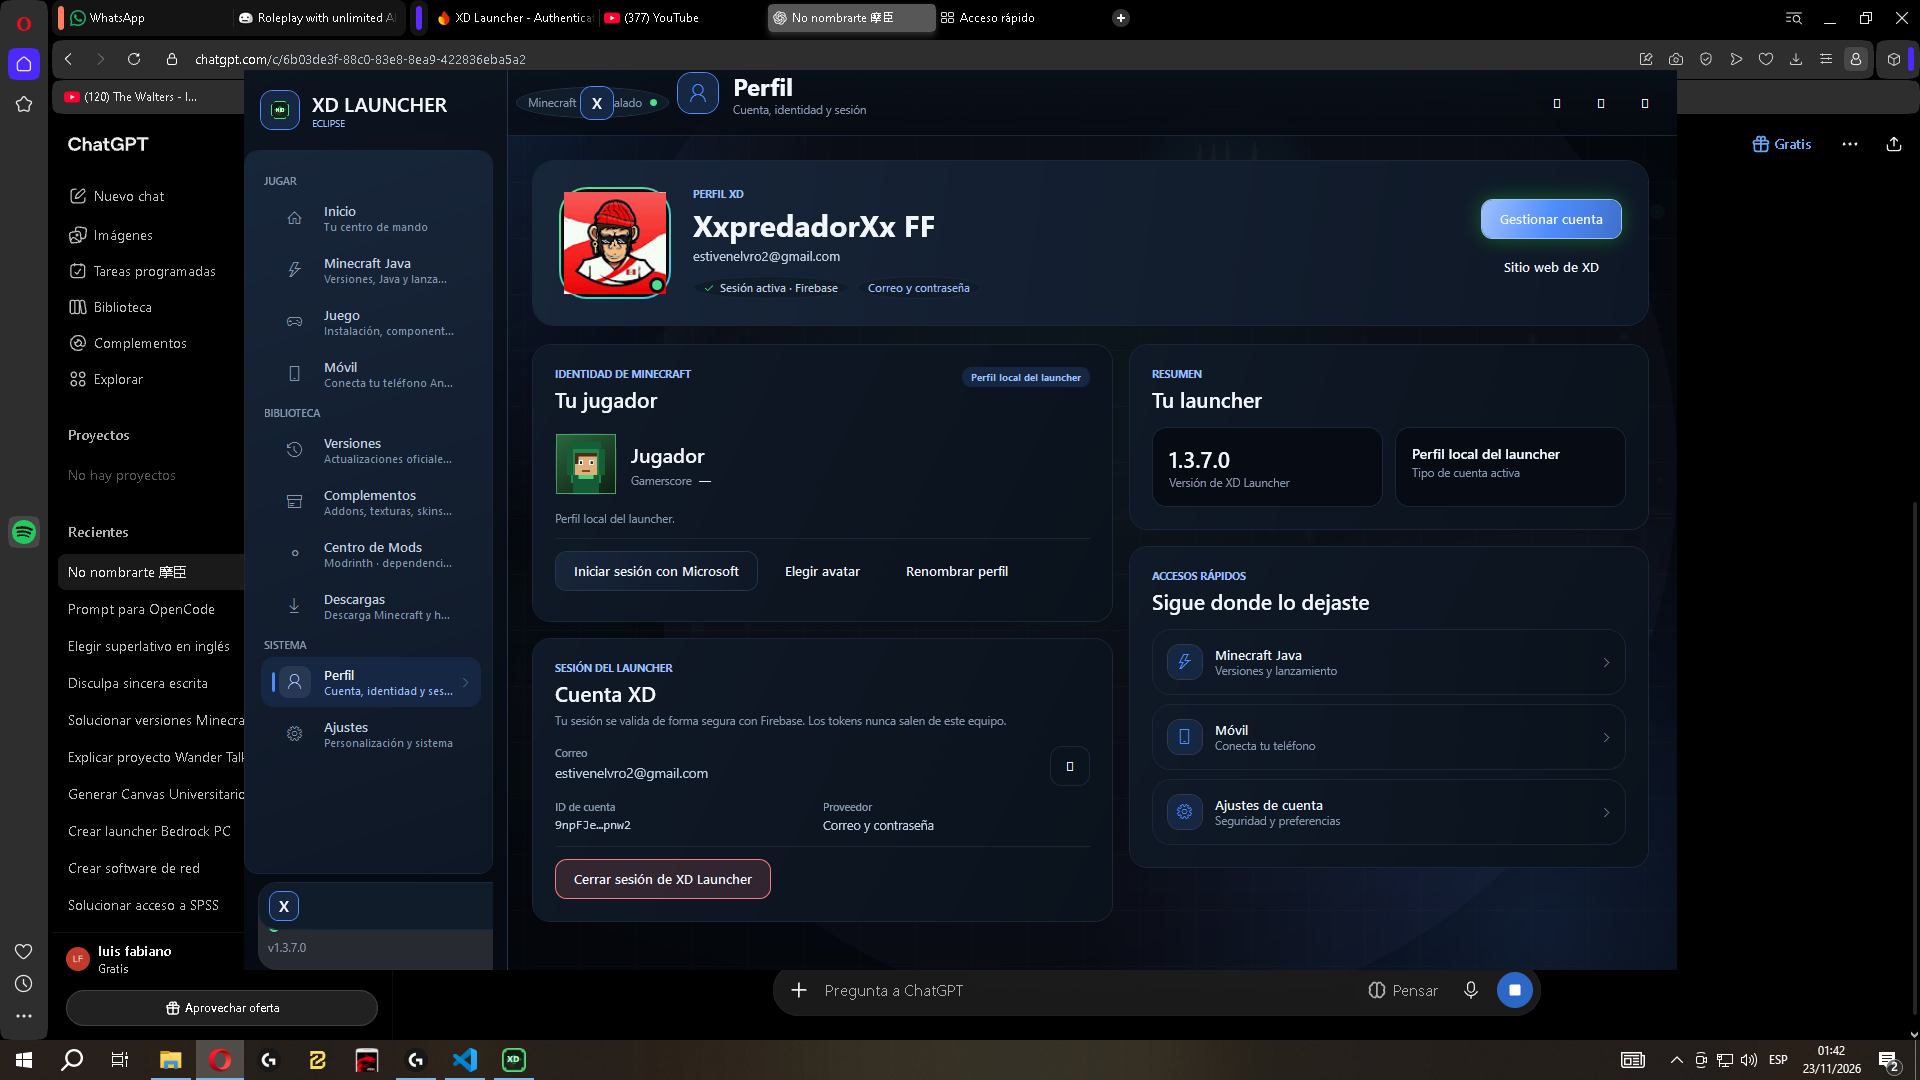 WhatsApp
Roleplay with unlimited AI
XD Launcher - Authenticat
(377) YouTube
No nombrarte 摩臣
Acceso rápido
chatgpt.com/c/6b03de3f-88c0-83e8-8ea9-422836eba5a2
(120) The Walters - I...
ChatGPT
Nuevo chat
Imágenes
Tareas programadas
Biblioteca
Complementos
Explorar
Proyectos
No hay proyectos
Recientes
No nombrarte 摩臣
Prompt para OpenCode
Elegir superlativo en inglés
Disculpa sincera escrita
Solucionar versiones Minecra
Explicar proyecto Wander Talk
Generar Canvas Universitario
Crear launcher Bedrock PC
Crear software de red
Solucionar acceso a SPSS
LF
luis fabiano
Gratis
Aprovechar oferta
XD
XD LAUNCHER
ECLIPSE
JUGAR
Inicio
Tu centro de mando
Minecraft Java
Versiones, Java y lanza...
Juego
Instalación, component...
Móvil
Conecta tu teléfono An...
BIBLIOTECA
Versiones
Actualizaciones oficiale...
Complementos
Addons, texturas, skins...
Centro de Mods
Modrinth · dependenci...
Descargas
Descarga Minecraft y h...
SISTEMA
Perfil
Cuenta, identidad y ses...
Ajustes
Personalización y sistema
X
v1.3.7.0
Minecraft
X
alado
Perfil
Cuenta, identidad y sesión
PERFIL XD
XxpredadorXx FF
estivenelvro2@gmail.com
Sesión activa · Firebase
Correo y contraseña
Gestionar cuenta
Sitio web de XD
IDENTIDAD DE MINECRAFT
Perfil local del launcher
Tu jugador
Jugador
Gamerscore —
Perfil local del launcher.
Iniciar sesión con Microsoft
Elegir avatar
Renombrar perfil
SESIÓN DEL LAUNCHER
Cuenta XD
Tu sesión se valida de forma segura con Firebase. Los tokens nunca salen de este equipo.
Correo
estivenelvro2@gmail.com
ID de cuenta
Proveedor
9npFJe…pnw2
Correo y contraseña
Cerrar sesión de XD Launcher
RESUMEN
Tu launcher
1.3.7.0
Versión de XD Launcher
Perfil local del launcher
Tipo de cuenta activa
ACCESOS RÁPIDOS
Sigue donde lo dejaste
Minecraft Java
Versiones y lanzamiento
Móvil
Conecta tu teléfono
Ajustes de cuenta
Seguridad y preferencias
Gratis
Pregunta a ChatGPT
Pensar
XD
ESP
01:42
23/11/2026
2